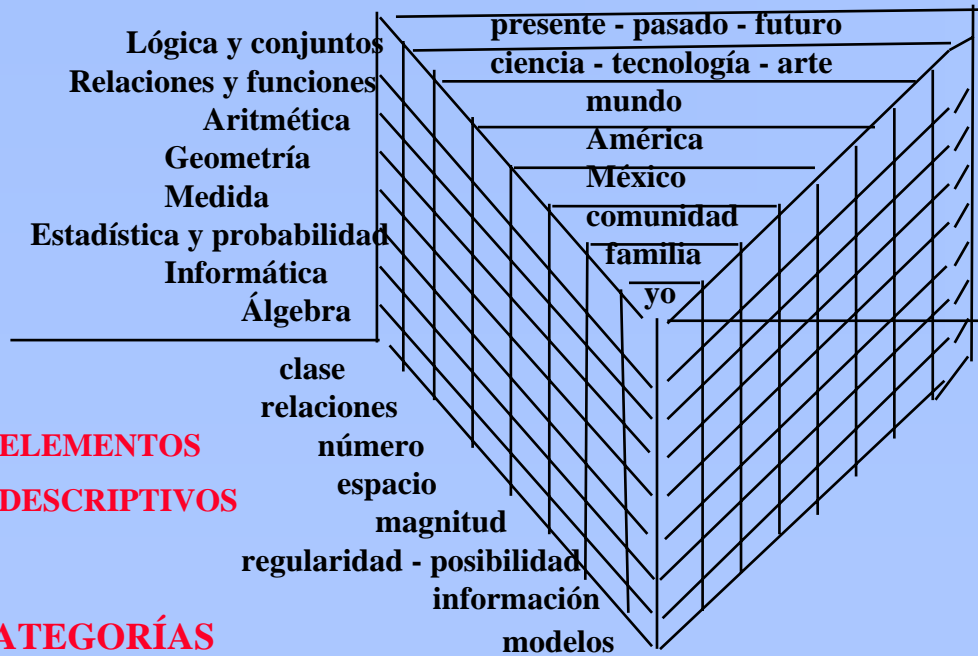 presente - pasado - futuro
ciencia - tecnología - arte
mundo
América
México
comunidad
familia
yo
Lógica y conjuntos
Relaciones y funciones
Aritmética
Geometría
Medida
Estadística y probabilidad
Informática
Álgebra
clase
relaciones
número
espacio
magnitud
regularidad - posibilidad
información
modelos
ELEMENTOS
DESCRIPTIVOS
ATEGORÍAS